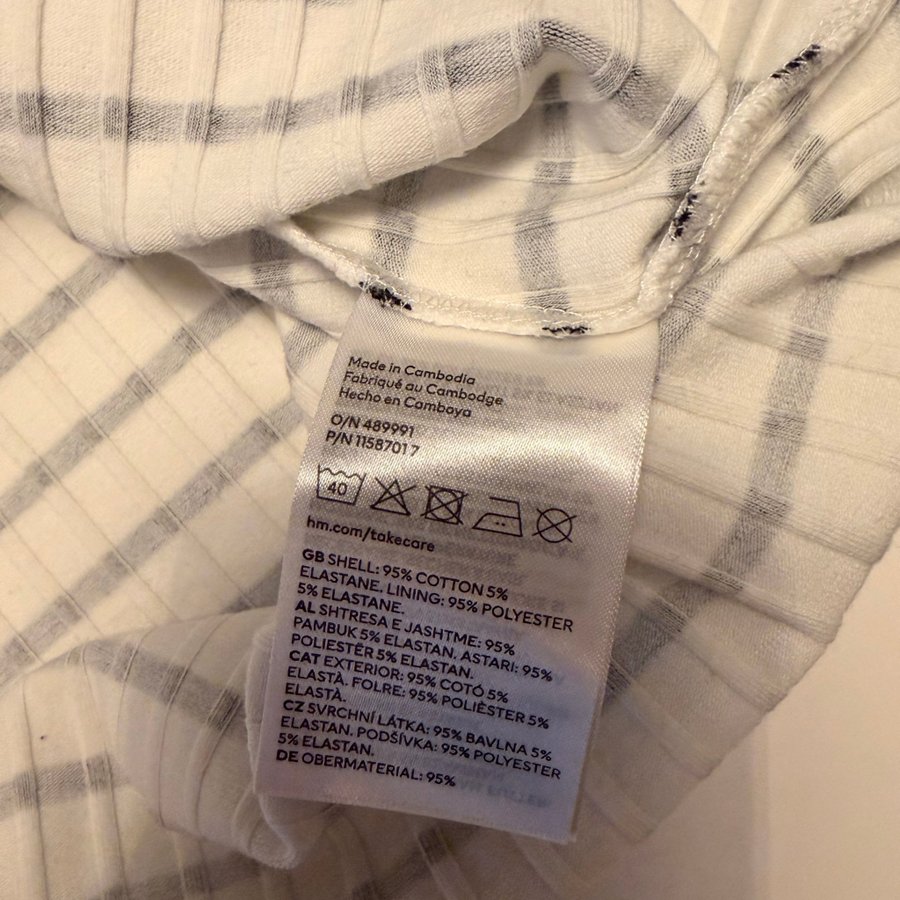 Made in Cambodia
Fabriqué au Cambodge
Hecho en Camboya
O/N 489991
P/N 1158701 7
40
hm.com/takecare
GB SHELL: 95% COTTON 5%
ELASTANE. LINING: 95% POLYESTER
5% ELASTANE.
AL SHTRESA E JASHTME: 95%
PAMBUK 5% ELASTAN. ASTARI: 95%
POLIESTËR 5% ELASTAN.
CAT EXTERIOR: 95% COTÓ 5%
ELASTÀ. FOLRE: 95% POLIÈSTER 5%
ELASTÀ.
CZ SVRCHNÍ LÁTKA: 95% BAVLNA 5%
ELASTAN. PODŠÍVKA: 95% POLYESTER
5% ELASTAN.
DE OBERMATERIAL: 95%